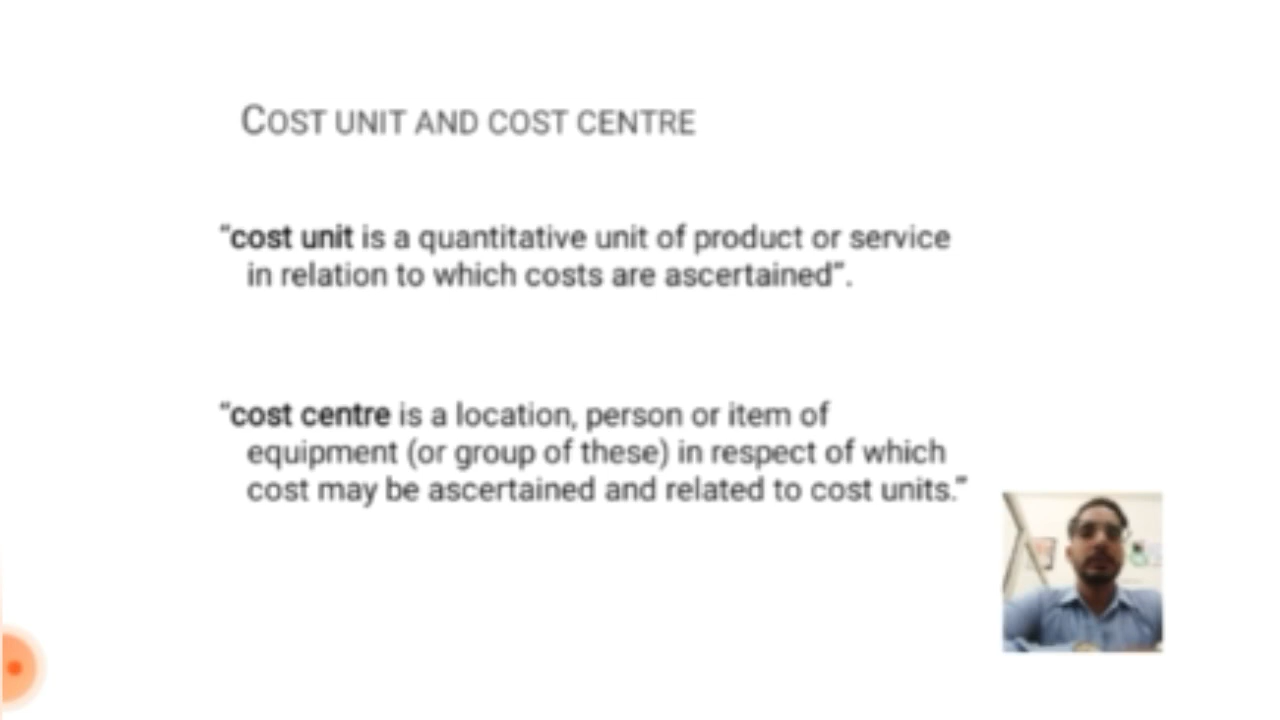 COST UNIT AND COST CENTRE
“cost unit is a quantitative unit of product or service
in relation to which costs are ascertained”.
“cost centre is a location, person or item of
equipment (or group of these) in respect of which
cost may be ascertained and related to cost units.”